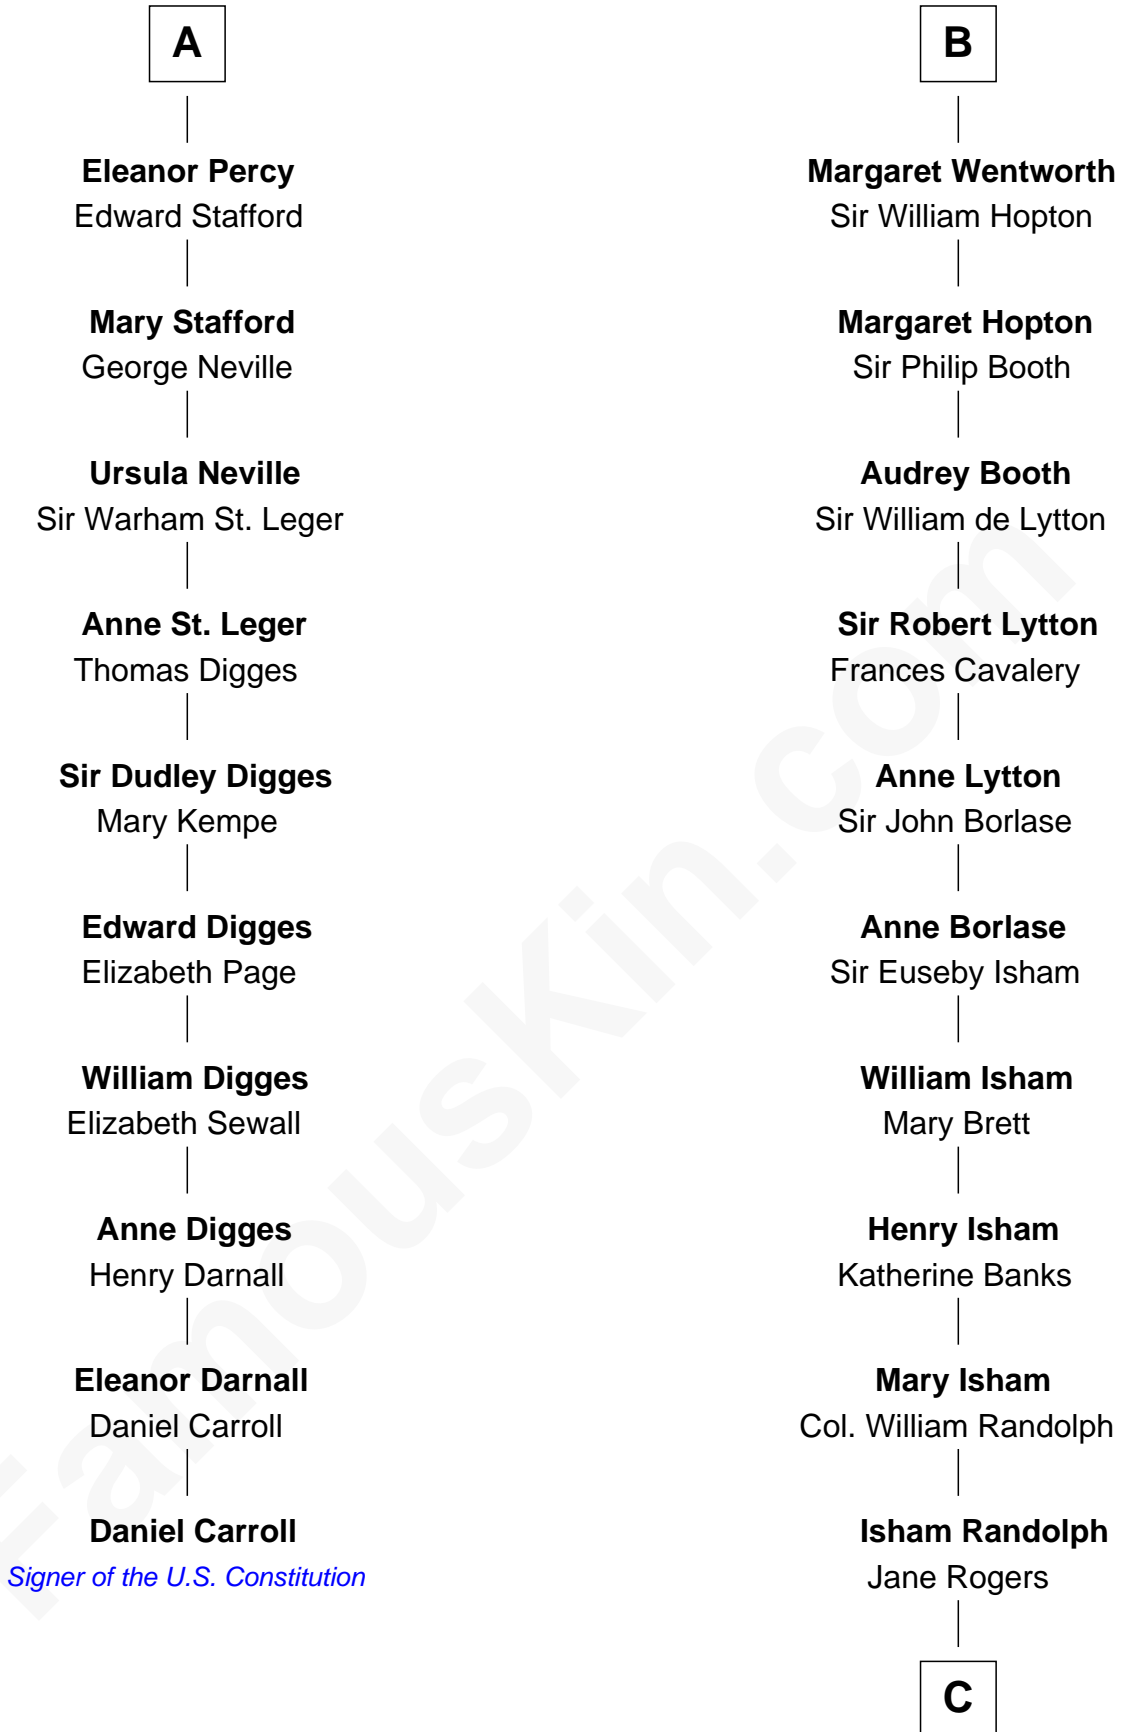 A
Eleanor Percy
Edward Stafford
Mary Stafford
George Neville
Ursula Neville
Sir Warham St. Leger
Anne St. Leger
Thomas Digges
Sir Dudley Digges
Mary Kempe
Edward Digges
Elizabeth Page
William Digges
Elizabeth Sewall
Anne Digges
Henry Darnall
Eleanor Darnall
Daniel Carroll
Daniel Carroll
Signer of the U.S. Constitution
B
Margaret Wentworth
Sir William Hopton
Margaret Hopton
Sir Philip Booth
Audrey Booth
Sir William de Lytton
Sir Robert Lytton
Frances Cavalery
Anne Lytton
Sir John Borlase
Anne Borlase
Sir Euseby Isham
William Isham
Mary Brett
Henry Isham
Katherine Banks
Mary Isham
Col. William Randolph
Isham Randolph
Jane Rogers
C
FamousKin.com